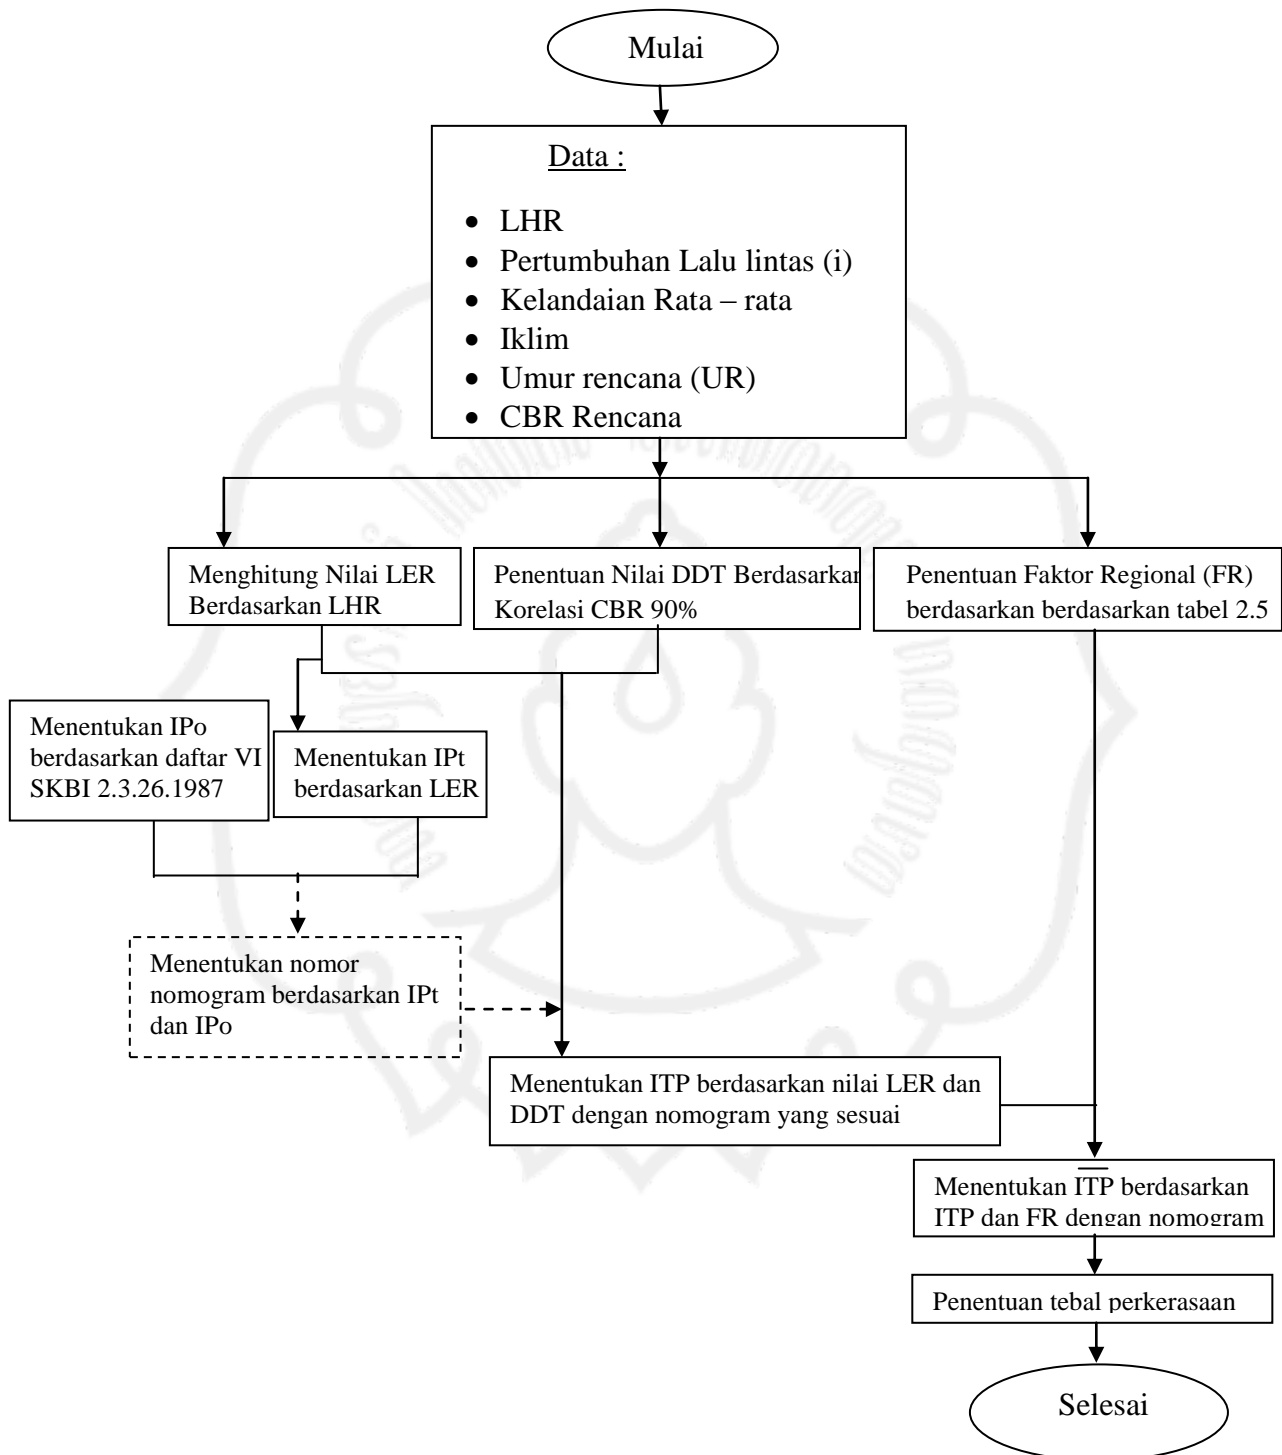 Mulai
Data :
• LHR
• Pertumbuhan Lalu lintas (i)
• Kelandaian Rata – rata
• Iklim
• Umur rencana (UR)
• CBR Rencana
Menghitung Nilai LER
Berdasarkan LHR
Penentuan Nilai DDT Berdasarkan
Korelasi CBR 90%
Penentuan Faktor Regional (FR)
berdasarkan berdasarkan tabel 2.5
Menentukan IPo
berdasarkan daftar VI
SKBI 2.3.26.1987
Menentukan IPt
berdasarkan LER
Menentukan nomor
nomogram berdasarkan IPt
dan IPo
Menentukan ITP berdasarkan nilai LER dan
DDT dengan nomogram yang sesuai
Menentukan I̅T̅P̅ berdasarkan
ITP dan FR dengan nomogram
Penentuan tebal perkerasaan
Selesai